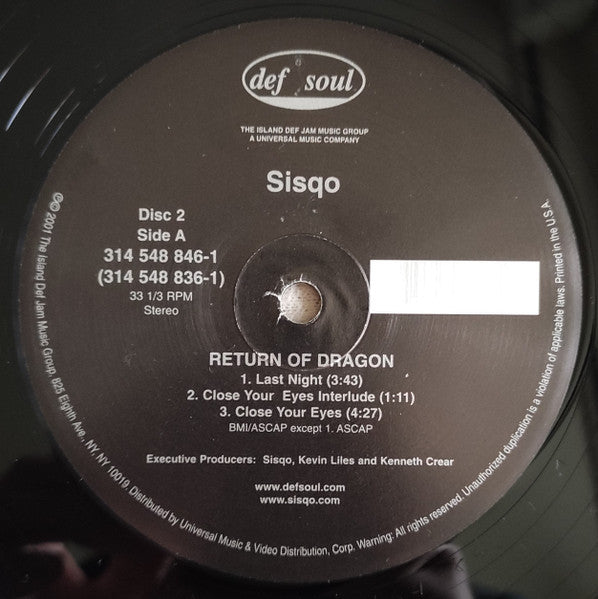 def soul
THE ISLAND DEF JAM MUSIC GROUP
A UNIVERSAL MUSIC COMPANY
Sisqo
Disc 2
Side A
314 548 846-1
(314 548 836-1)
33 1/3 RPM
Stereo
RETURN OF DRAGON
1. Last Night (3:43)
2. Close Your Eyes Interlude (1:11)
3. Close Your Eyes (4:27)
BMI/ASCAP except 1. ASCAP
Executive Producers: Sisqo, Kevin Liles and Kenneth Crear
www.defsoul.com
www.sisqo.com
℗© 2001 The Island Def Jam Music Group, 825 Eighth Ave., NY, NY 10019. Distributed by Universal Music & Video Distribution, Corp. Warning: All rights reserved. Unauthorized duplication is a violation of applicable laws. Printed in the U.S.A.